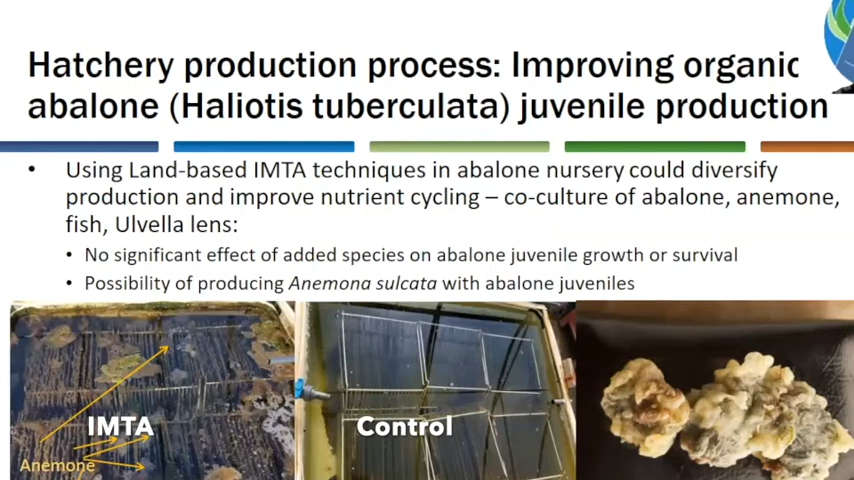 Hatchery production process: Improving organic
abalone (Haliotis tuberculata) juvenile production
• Using Land-based IMTA techniques in abalone nursery could diversify
production and improve nutrient cycling – co-culture of abalone, anemone,
fish, Ulvella lens:
• No significant effect of added species on abalone juvenile growth or survival
• Possibility of producing Anemona sulcata with abalone juveniles
IMTA
Control
Anemone